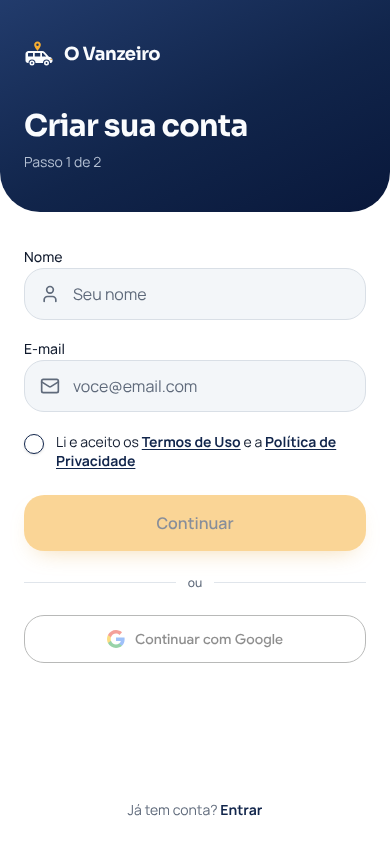 O Vanzeiro
Criar sua conta
Passo 1 de 2
Nome
Seu nome
E-mail
voce@email.com
Li e aceito os Termos de Uso e a Política de
Privacidade
Continuar
ou
Continuar com Google
Já tem conta? Entrar